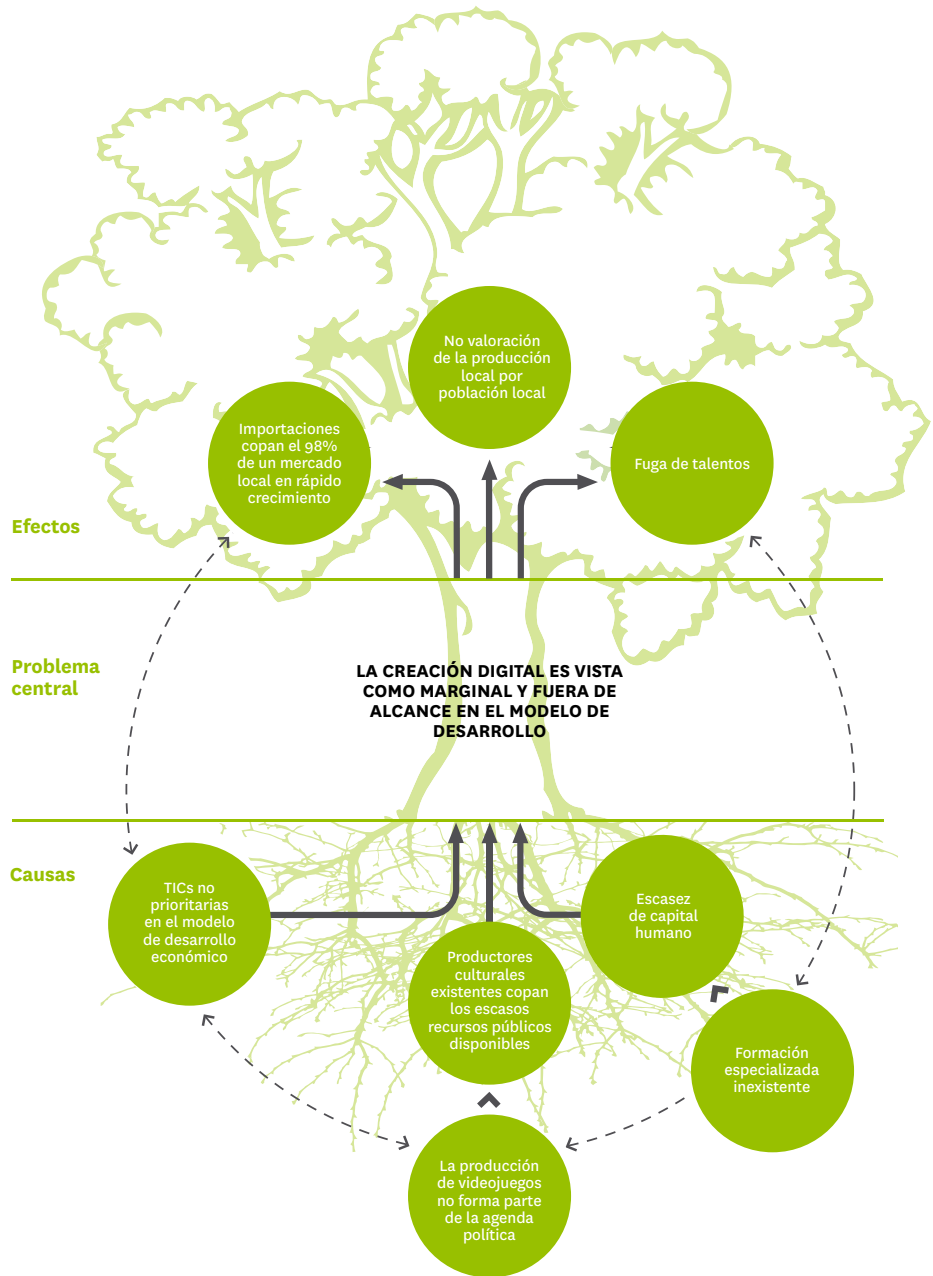 No valoración
de la producción
local por
población local
Importaciones
copan el 98%
de un mercado
local en rápido
crecimiento
Fuga de talentos
Efectos
Problema
central
LA CREACIÓN DIGITAL ES VISTA
COMO MARGINAL Y FUERA DE
ALCANCE EN EL MODELO DE
DESARROLLO
Causas
TICs no
prioritarias
en el modelo
de desarrollo
económico
Escasez
de capital
humano
Productores
culturales
existentes copan
los escasos
recursos públicos
disponibles
Formación
especializada
inexistente
La producción
de videojuegos
no forma parte
de la agenda
política